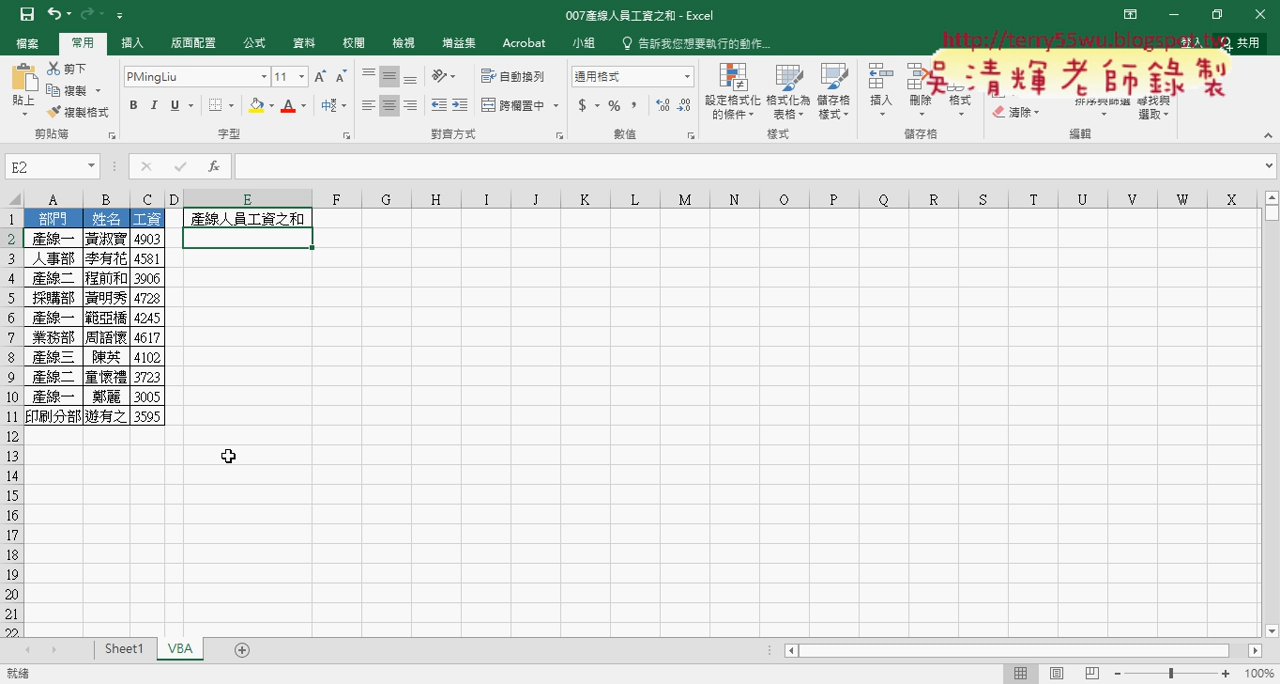 007產線人員工資之和 - Excel
檔案 常用 插入 版面配置 公式 資料 校閱 檢視 增益集 Acrobat 小組 告訴我您想要執行的動作... 登入 共用
http://terry55wu.blogspot.tw
吳清輝老師錄製
貼上 剪下 複製 複製格式 剪貼簿
PMingLiu 11 B I U 字型
自動換列 跨欄置中 對齊方式
通用格式 $ % , 數值
設定格式化的條件 格式化為表格 儲存格樣式 樣式
插入 刪除 格式 儲存格
清除 排序與篩選 尋找與選取 編輯
E2 fx
A B C D E F G H I J K L M N O P Q R S T U V W X
1 部門 姓名 工資 產線人員工資之和
2 產線一 黃淑寶 4903
3 人事部 李有花 4581
4 產線二 程前和 3906
5 採購部 黃明秀 4728
6 產線一 範亞橋 4245
7 業務部 周語懷 4617
8 產線三 陳英 4102
9 產線二 童懷禮 3723
10 產線一 鄭麗 3005
11 印刷分部 遊有之 3595
12
13
14
15
16
17
18
19
20
21
22
Sheet1 VBA
就緒 100%